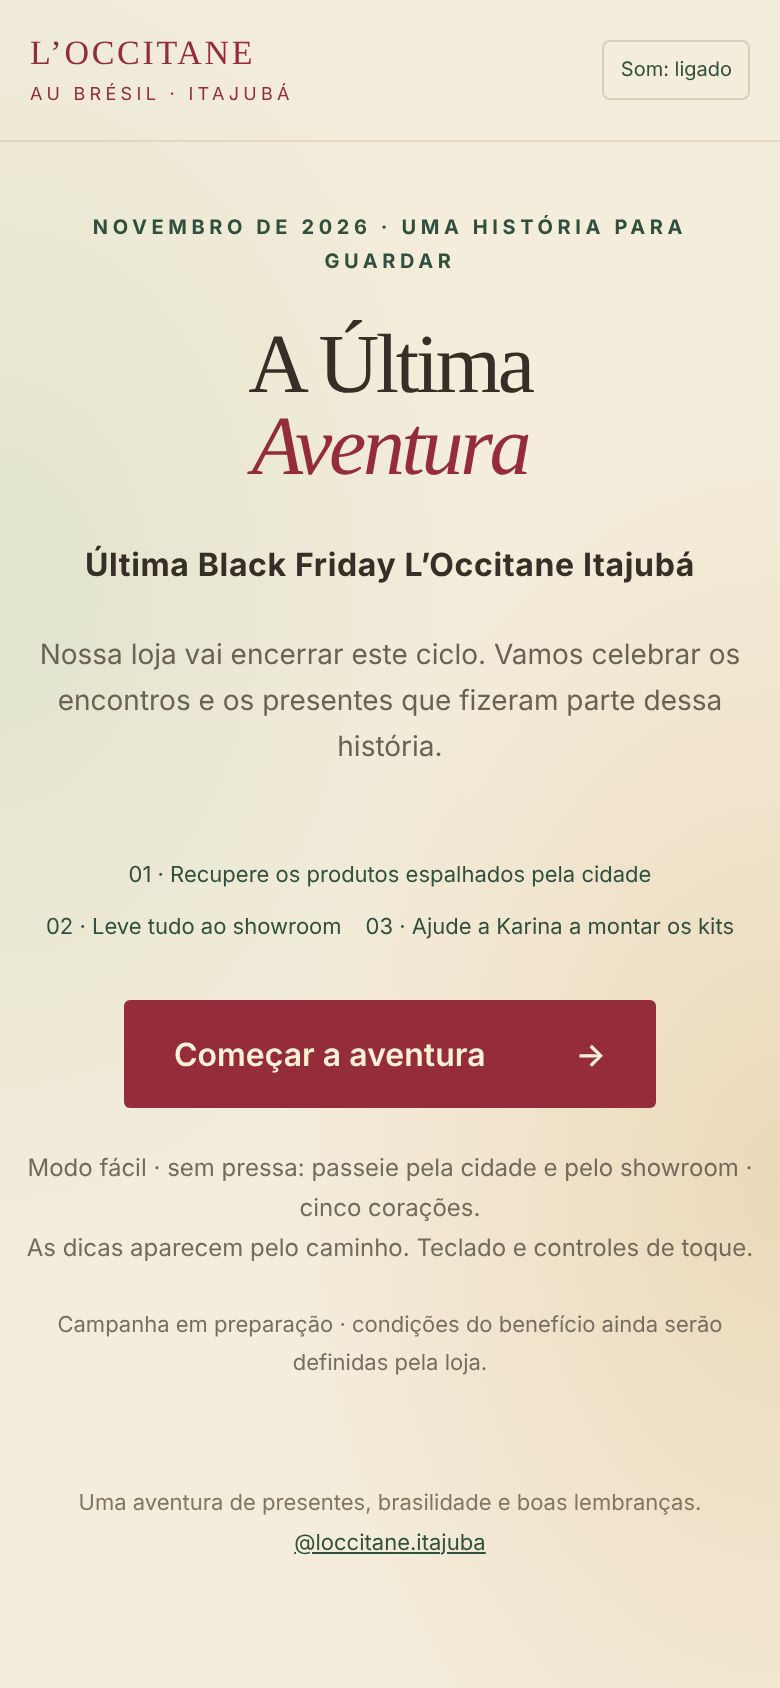 L’OCCITANE
AU BRÉSIL · ITAJUBÁ
Som: ligado
NOVEMBRO DE 2026 · UMA HISTÓRIA PARA
GUARDAR
A Última
Aventura
Última Black Friday L’Occitane Itajubá
Nossa loja vai encerrar este ciclo. Vamos celebrar os
encontros e os presentes que fizeram parte dessa
história.
01 · Recupere os produtos espalhados pela cidade
02 · Leve tudo ao showroom 03 · Ajude a Karina a montar os kits
Começar a aventura →
Modo fácil · sem pressa: passeie pela cidade e pelo showroom ·
cinco corações.
As dicas aparecem pelo caminho. Teclado e controles de toque.
Campanha em preparação · condições do benefício ainda serão
definidas pela loja.
Uma aventura de presentes, brasilidade e boas lembranças.
@loccitane.itajuba